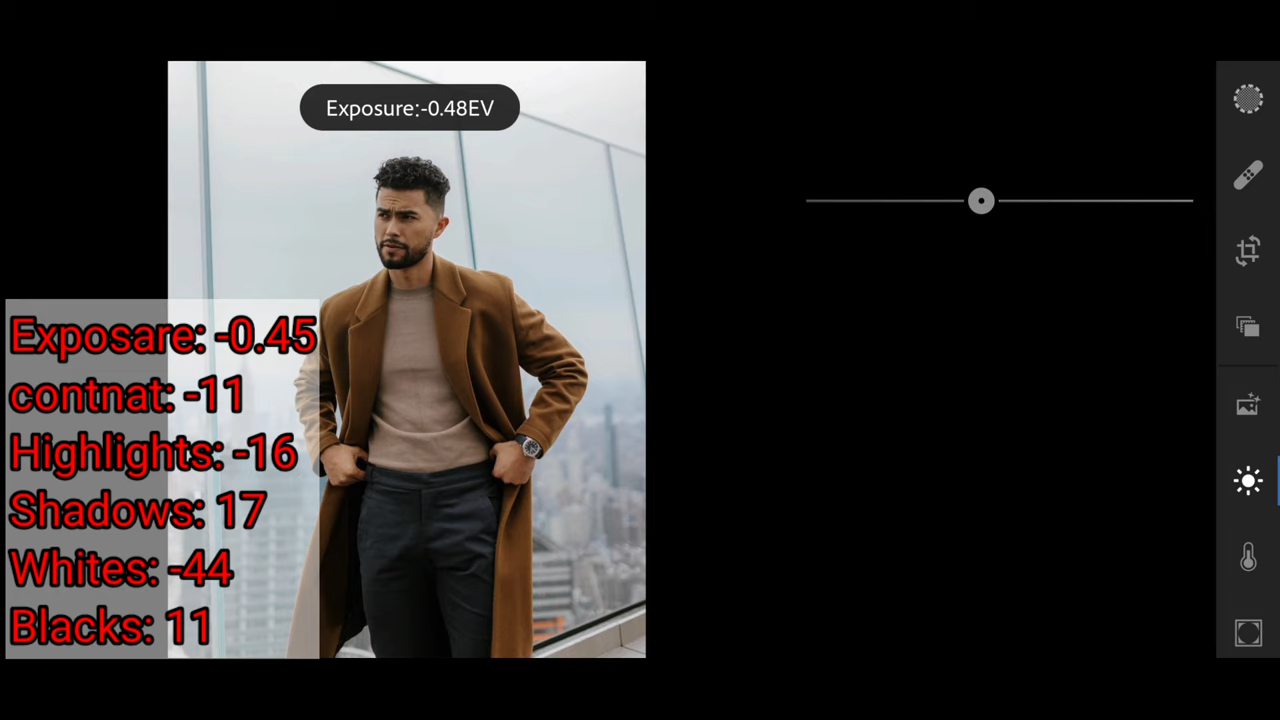 Exposure:-0.48EV
Exposare: -0.45
contnat: -11
Highlights: -16
Shadows: 17
Whites: -44
Blacks: 11